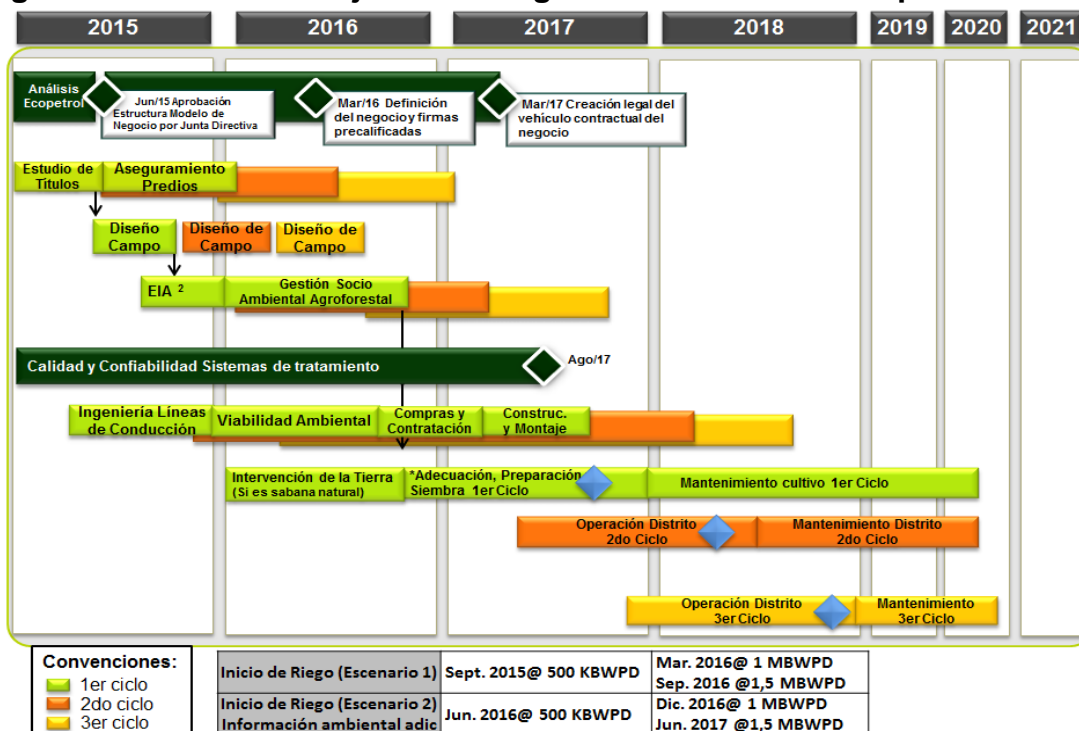 2015 2016 2017 2018 2019 2020 2021
Análisis
Ecopetrol
Jun/15 Aprobación
Estructura Modelo de
Negocio por Junta Directiva
Mar/16 Definición
del negocio y firmas
precalificadas
Mar/17 Creación legal del
vehículo contractual del
negocio
Estudio de
Títulos
Aseguramiento
Predios
Diseño
Campo
Diseño de
Campo
Diseño de
Campo
EIA 2
Gestión Socio
Ambiental Agroforestal
Calidad y Confiabilidad Sistemas de tratamiento
Ago/17
Ingeniería Líneas
de Conducción
Viabilidad Ambiental
Compras y
Contratación
Construc.
y Montaje
Intervención de la Tierra
(Si es sabana natural)
*Adecuación, Preparación
Siembra 1er Ciclo
Mantenimiento cultivo 1er Ciclo
Operación Distrito
2do Ciclo
Mantenimiento Distrito
2do Ciclo
Operación Distrito
3er Ciclo
Mantenimiento
3er Ciclo
Convenciones:
1er ciclo
2do ciclo
3er ciclo
Inicio de Riego (Escenario 1)
Sept. 2015@ 500 KBWPD
Mar. 2016@ 1 MBWPD
Sep. 2016 @1,5 MBWPD
Inicio de Riego (Escenario 2)
Información ambiental adic
Jun. 2016@ 500 KBWPD
Dic. 2016@ 1 MBWPD
Jun. 2017 @1,5 MBWPD